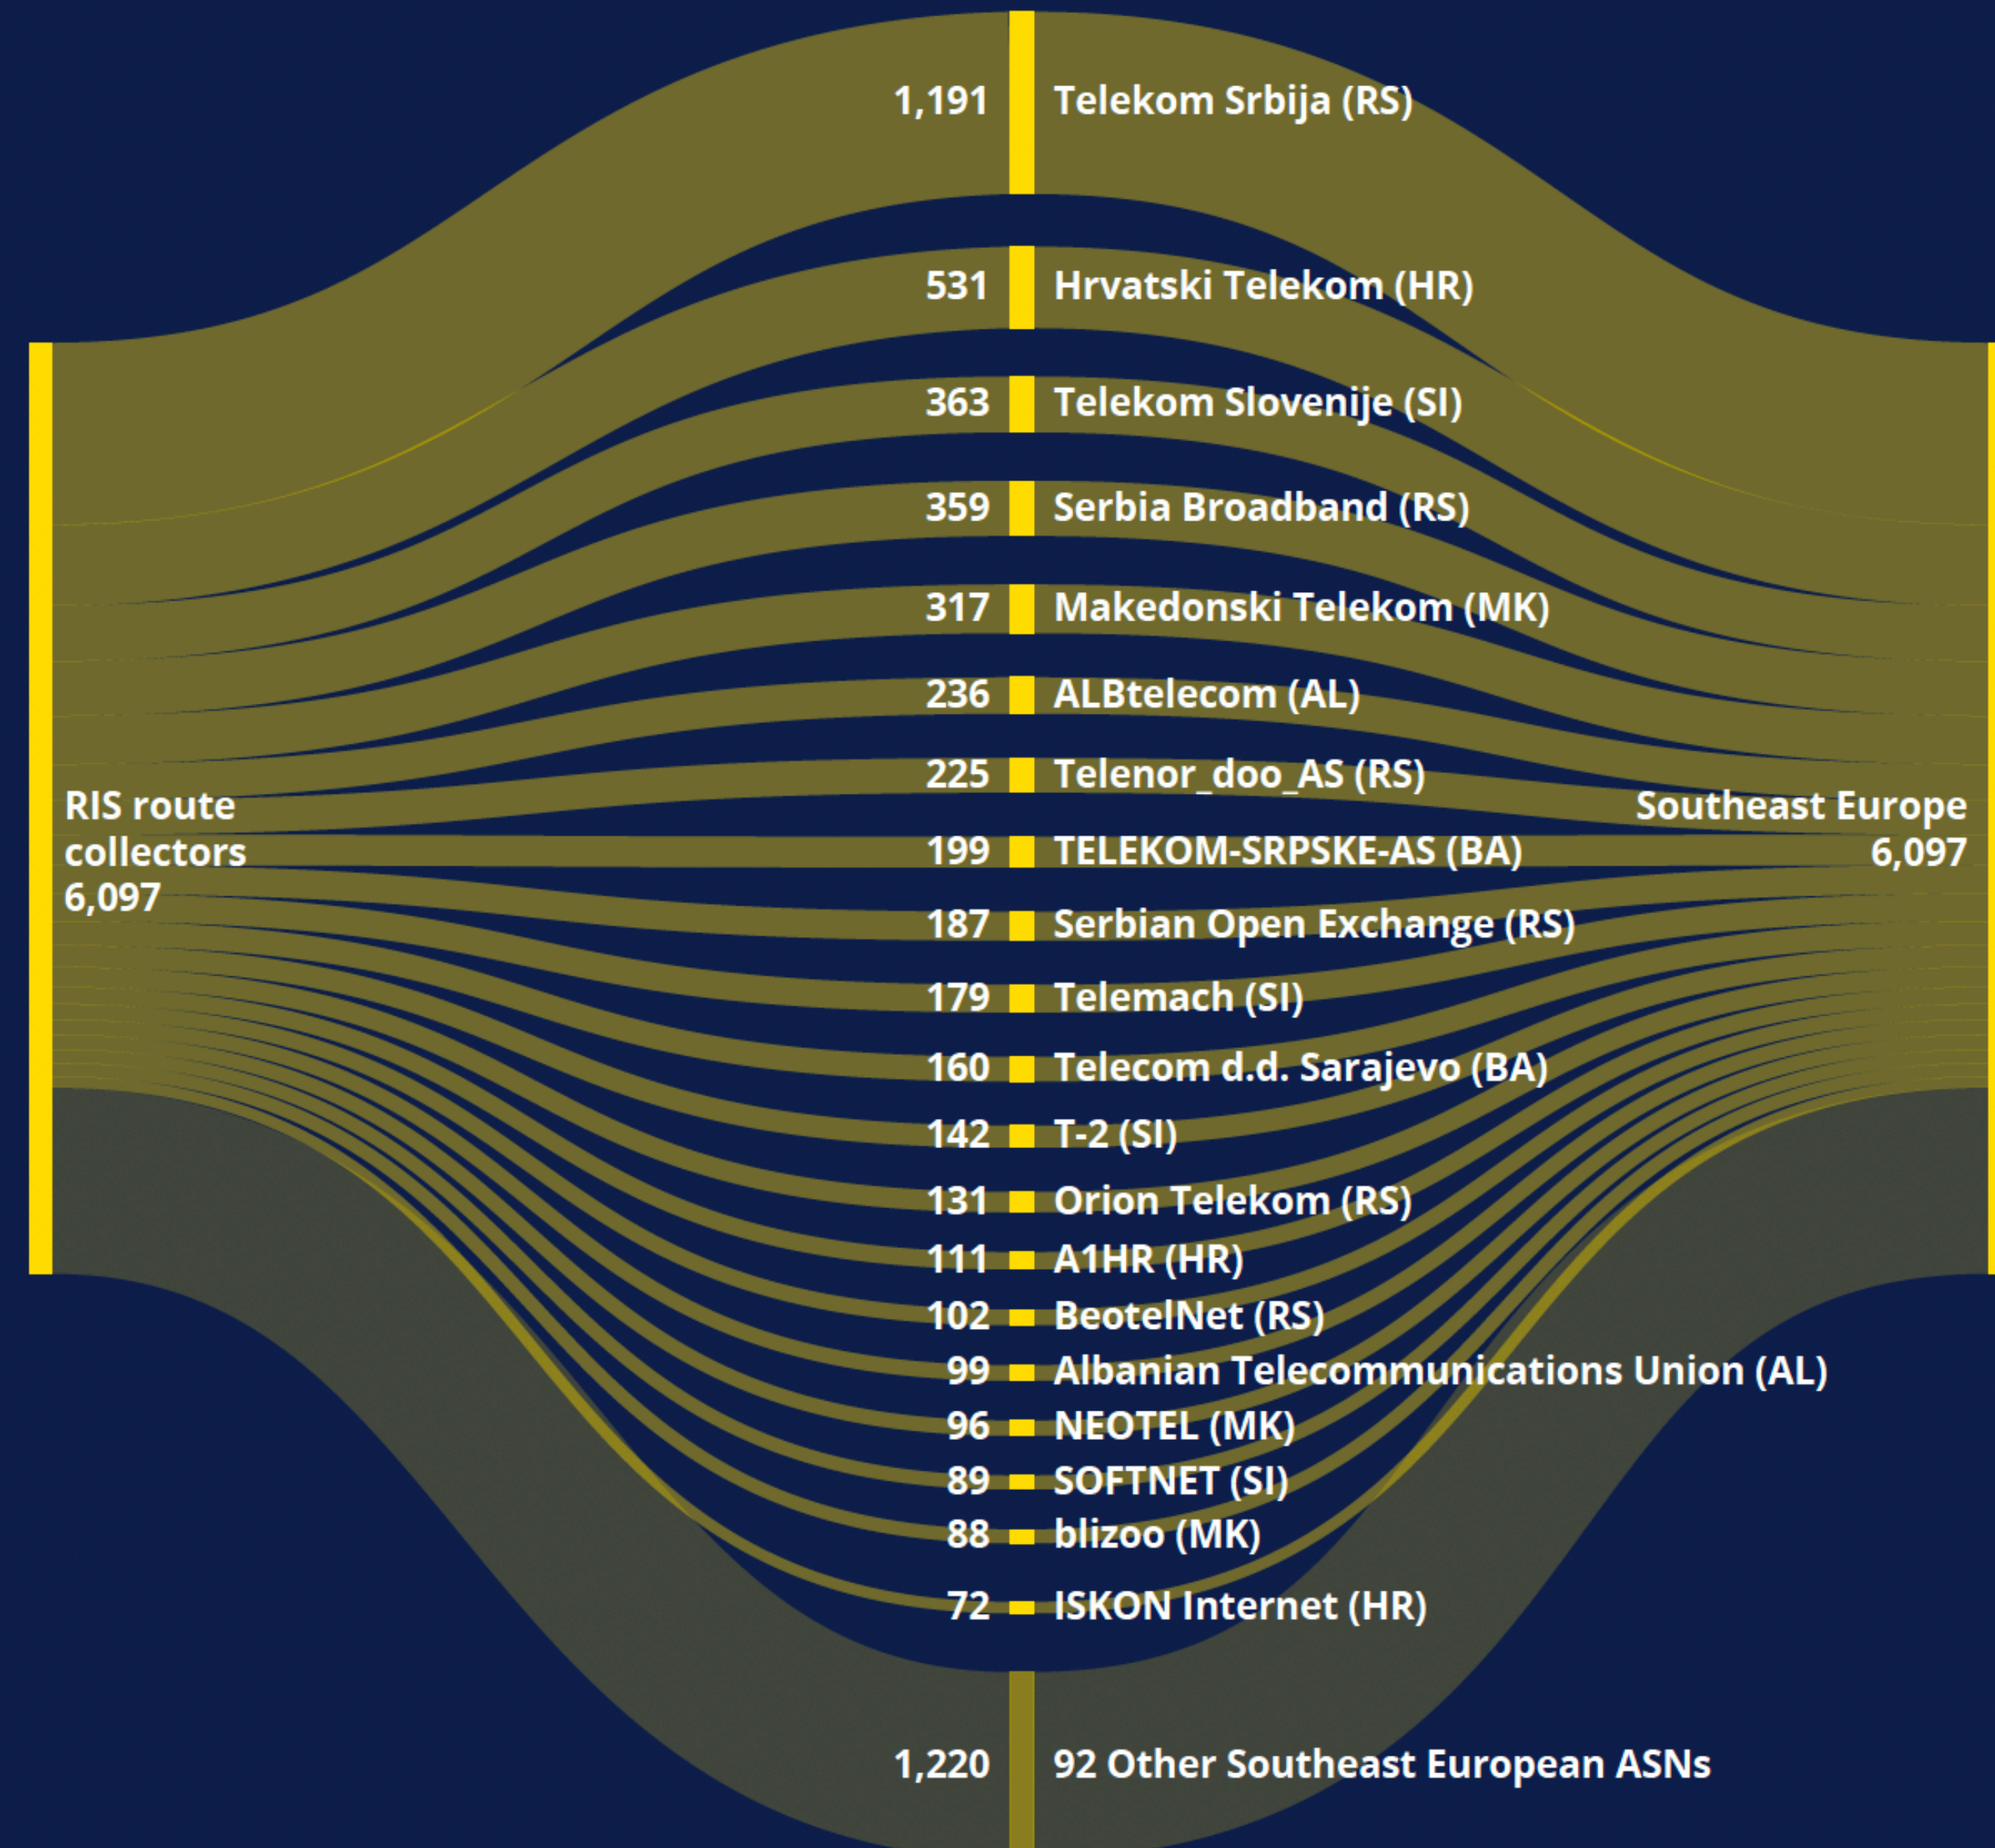 1,191 Telekom Srbija (RS)
531 Hrvatski Telekom (HR)
363 Telekom Slovenije (SI)
359 Serbia Broadband (RS)
317 Makedonski Telekom (MK)
236 ALBtelecom (AL)
225 Telenor_doo_AS (RS)
RIS route
collectors
6,097
Southeast Europe
6,097
199 TELEKOM-SRPSKE-AS (BA)
187 Serbian Open Exchange (RS)
179 Telemach (SI)
160 Telecom d.d. Sarajevo (BA)
142 T-2 (SI)
131 Orion Telekom (RS)
111 A1HR (HR)
102 BeotelNet (RS)
99 Albanian Telecommunications Union (AL)
96 NEOTEL (MK)
89 SOFTNET (SI)
88 blizoo (MK)
72 ISKON Internet (HR)
1,220 92 Other Southeast European ASNs